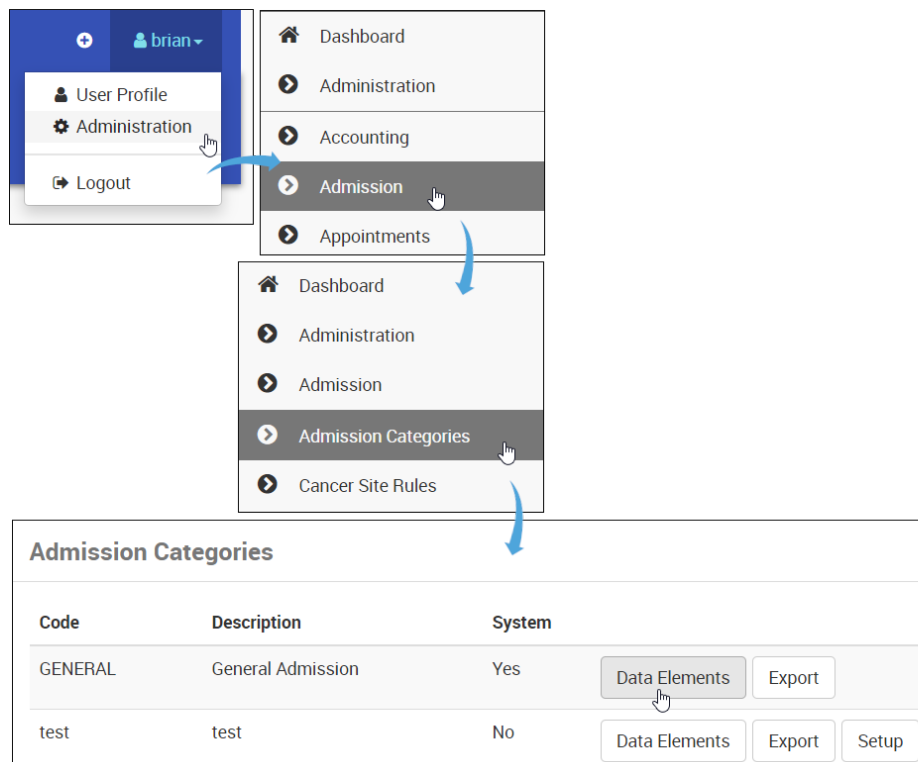 brian
User Profile
Administration
Logout
Dashboard
Administration
Accounting
Admission
Appointments
Dashboard
Administration
Admission
Admission Categories
Cancer Site Rules
Admission Categories
Code Description System
GENERAL General Admission Yes Data Elements Export
test test No Data Elements Export Setup